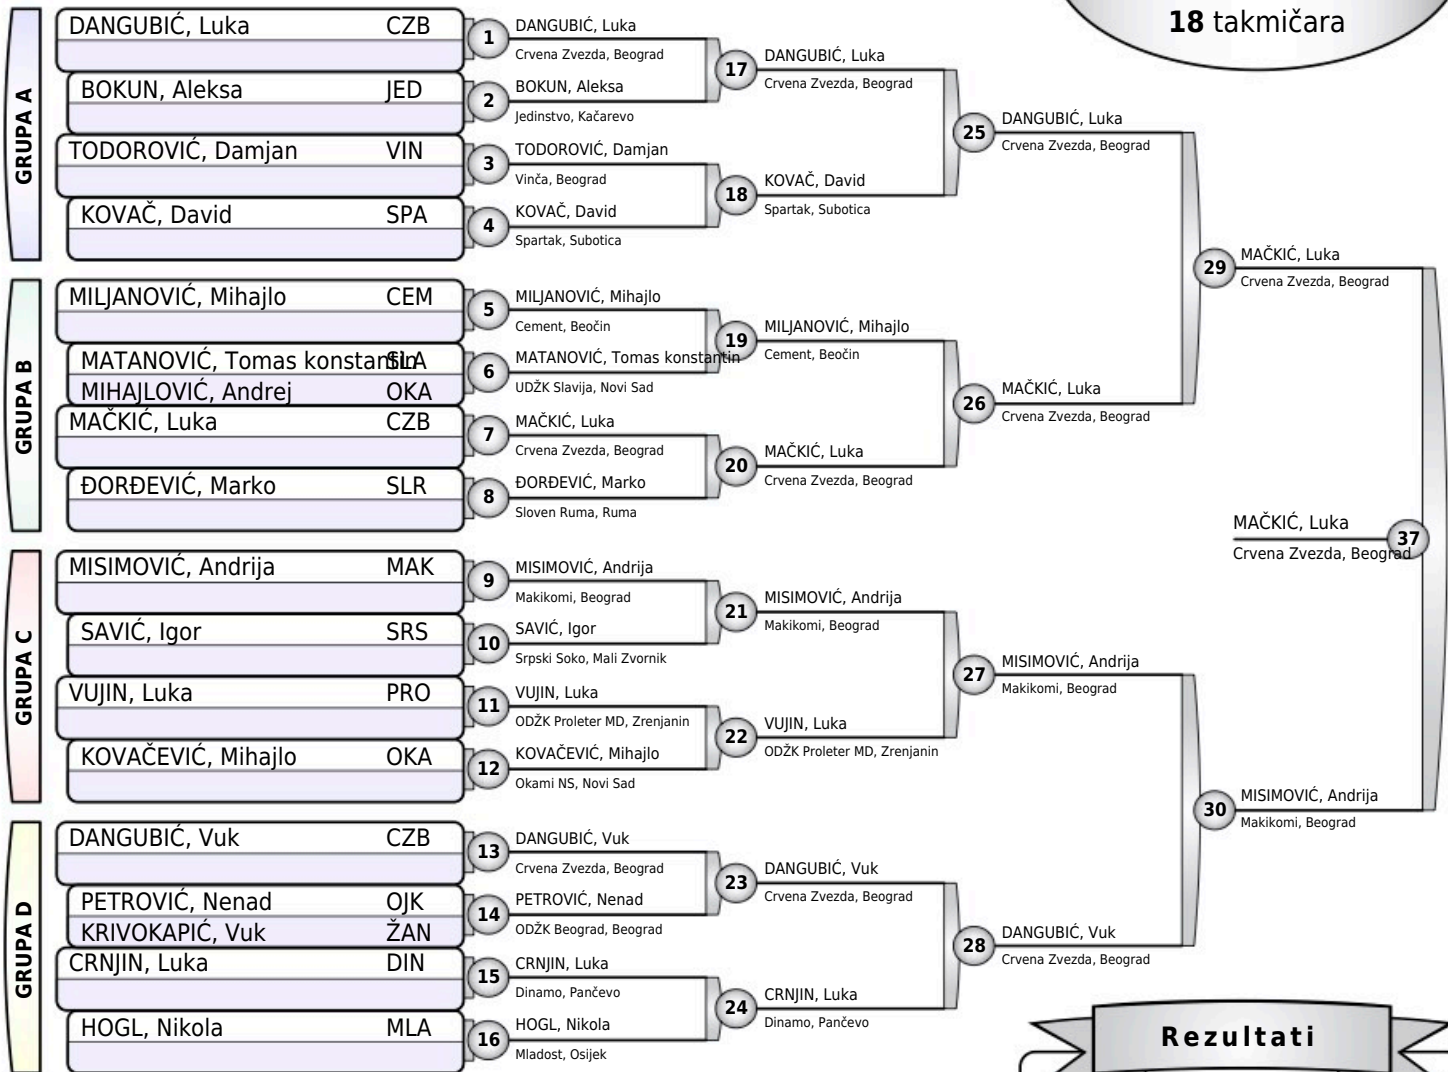 18 takmičara
GRUPA A
DANGUBIĆ, Luka CZB
BOKUN, Aleksa JED
TODOROVIĆ, Damjan VIN
KOVAČ, David SPA
1
DANGUBIĆ, Luka
Crvena Zvezda, Beograd
2
BOKUN, Aleksa
Jedinstvo, Kačarevo
3
TODOROVIĆ, Damjan
Vinča, Beograd
4
KOVAČ, David
Spartak, Subotica
17
DANGUBIĆ, Luka
Crvena Zvezda, Beograd
18
KOVAČ, David
Spartak, Subotica
25
DANGUBIĆ, Luka
Crvena Zvezda, Beograd
GRUPA B
MILJANOVIĆ, Mihajlo CEM
MATANOVIĆ, Tomas konstantin SLA
MIHAJLOVIĆ, Andrej OKA
MAČKIĆ, Luka CZB
ĐORĐEVIĆ, Marko SLR
5
MILJANOVIĆ, Mihajlo
Cement, Beočin
6
MATANOVIĆ, Tomas konstantin
UDŽK Slavija, Novi Sad
7
MAČKIĆ, Luka
Crvena Zvezda, Beograd
8
ĐORĐEVIĆ, Marko
Sloven Ruma, Ruma
19
MILJANOVIĆ, Mihajlo
Cement, Beočin
20
MAČKIĆ, Luka
Crvena Zvezda, Beograd
26
MAČKIĆ, Luka
Crvena Zvezda, Beograd
29
MAČKIĆ, Luka
Crvena Zvezda, Beograd
GRUPA C
MISIMOVIĆ, Andrija MAK
SAVIĆ, Igor SRS
VUJIN, Luka PRO
KOVAČEVIĆ, Mihajlo OKA
9
MISIMOVIĆ, Andrija
Makikomi, Beograd
10
SAVIĆ, Igor
Srpski Soko, Mali Zvornik
11
VUJIN, Luka
ODŽK Proleter MD, Zrenjanin
12
KOVAČEVIĆ, Mihajlo
Okami NS, Novi Sad
21
MISIMOVIĆ, Andrija
Makikomi, Beograd
22
VUJIN, Luka
ODŽK Proleter MD, Zrenjanin
27
MISIMOVIĆ, Andrija
Makikomi, Beograd
GRUPA D
DANGUBIĆ, Vuk CZB
PETROVIĆ, Nenad OJK
KRIVOKAPIĆ, Vuk ŽAN
CRNJIN, Luka DIN
HOGL, Nikola MLA
13
DANGUBIĆ, Vuk
Crvena Zvezda, Beograd
14
PETROVIĆ, Nenad
ODŽK Beograd, Beograd
15
CRNJIN, Luka
Dinamo, Pančevo
16
HOGL, Nikola
Mladost, Osijek
23
DANGUBIĆ, Vuk
Crvena Zvezda, Beograd
24
CRNJIN, Luka
Dinamo, Pančevo
28
DANGUBIĆ, Vuk
Crvena Zvezda, Beograd
30
MISIMOVIĆ, Andrija
Makikomi, Beograd
MAČKIĆ, Luka
37
Crvena Zvezda, Beograd
Rezultati